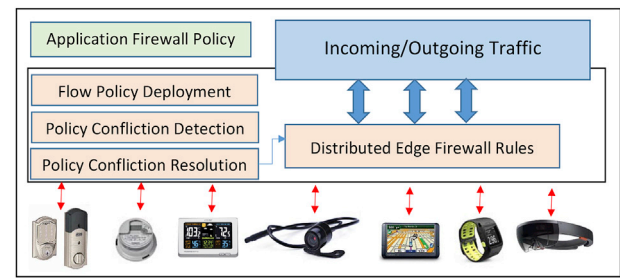 Application Firewall Policy
Incoming/Outgoing Traffic
Flow Policy Deployment
Policy Confliction Detection
Policy Confliction Resolution
Distributed Edge Firewall Rules